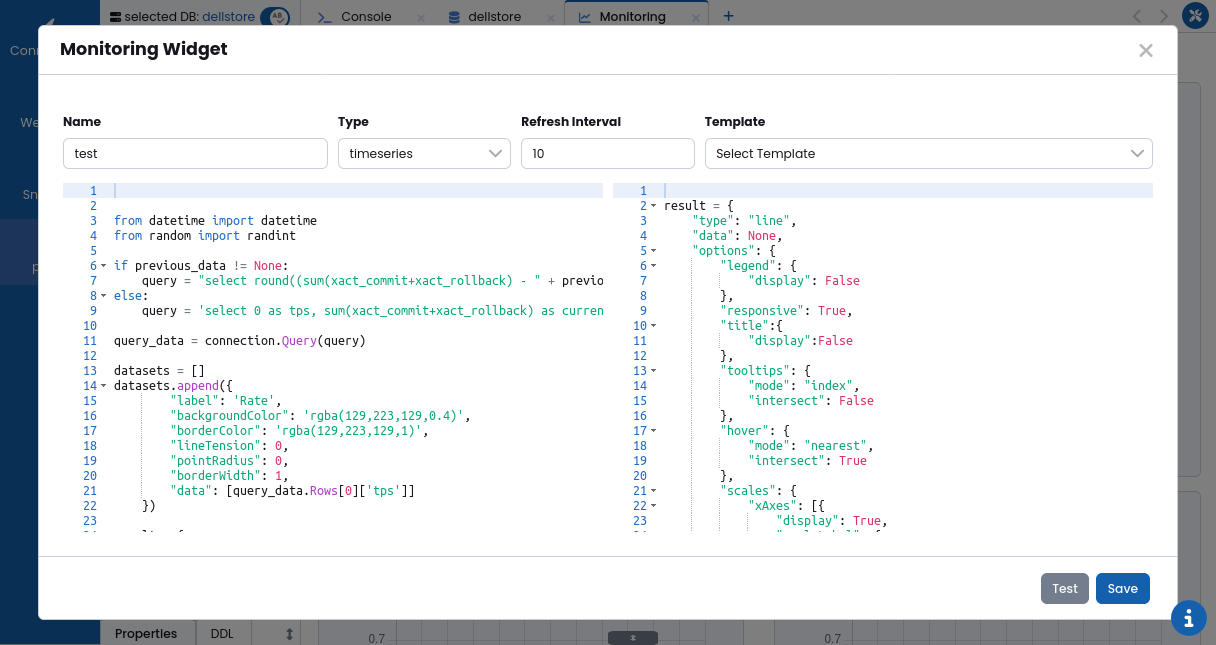 selected DB: dellstore
Console
dellstore
Monitoring
Monitoring Widget
Name
Type
Refresh Interval
Template
test
timeseries
10
Select Template
1
2
3 from datetime import datetime
4 from random import randint
5
6 if previous_data != None:
7 query = "select round((sum(xact_commit+xact_rollback) - " + previo
8 else:
9 query = 'select 0 as tps, sum(xact_commit+xact_rollback) as curren
10
11 query_data = connection.Query(query)
12
13 datasets = []
14 datasets.append({
15 "label": 'Rate',
16 "backgroundColor": 'rgba(129,223,129,0.4)',
17 "borderColor": 'rgba(129,223,129,1)',
18 "lineTension": 0,
19 "pointRadius": 0,
20 "borderWidth": 1,
21 "data": [query_data.Rows[0]['tps']]
22 })
23
1
2 result = {
3 "type": "line",
4 "data": None,
5 "options": {
6 "legend": {
7 "display": False
8 },
9 "responsive": True,
10 "title":{
11 "display":False
12 },
13 "tooltips": {
14 "mode": "index",
15 "intersect": False
16 },
17 "hover": {
18 "mode": "nearest",
19 "intersect": True
20 },
21 "scales": {
22 "xAxes": [{
23 "display": True,
Test
Save
Properties
DDL
0.7
0.7